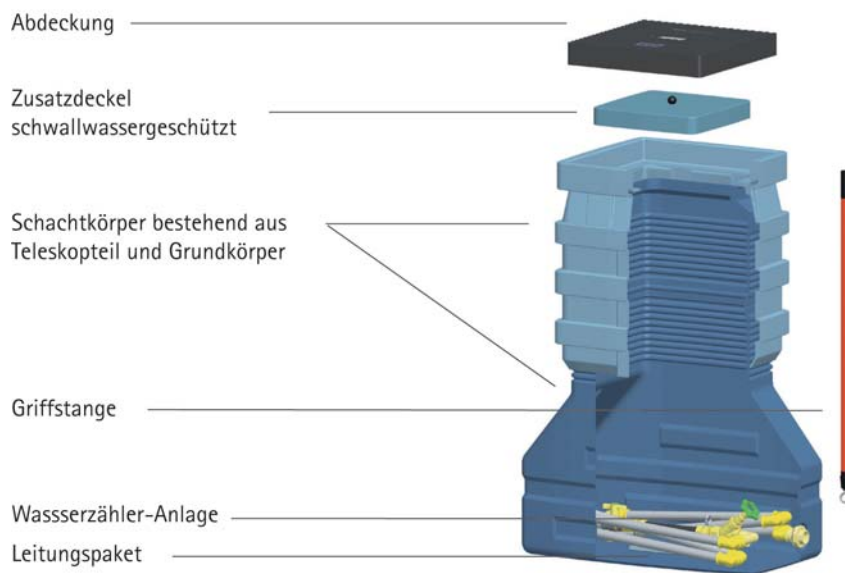 Abdeckung
Zusatzdeckel
schwallwassergeschützt
Schachtkörper bestehend aus
Teleskopteil und Grundkörper
Griffstange
Wassserzähler-Anlage
Leitungspaket